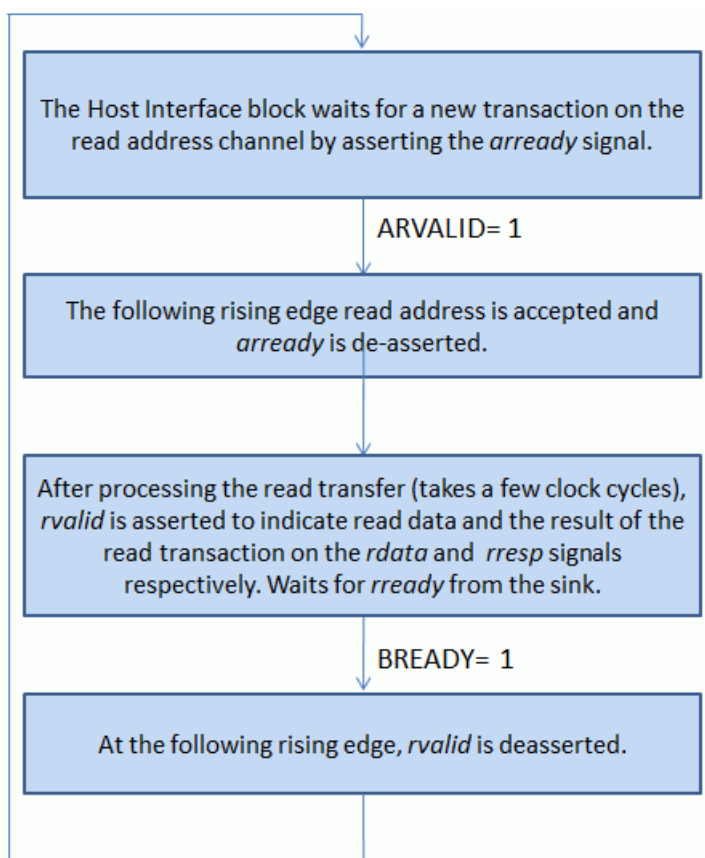 The Host Interface block waits for a new transaction on the
read address channel by asserting the arready signal.
ARVALID= 1
The following rising edge read address is accepted and
arready is de-asserted.
After processing the read transfer (takes a few clock cycles),
rvalid is asserted to indicate read data and the result of the
read transaction on the rdata and rresp signals
respectively. Waits for rready from the sink.
BREADY= 1
At the following rising edge, rvalid is deasserted.